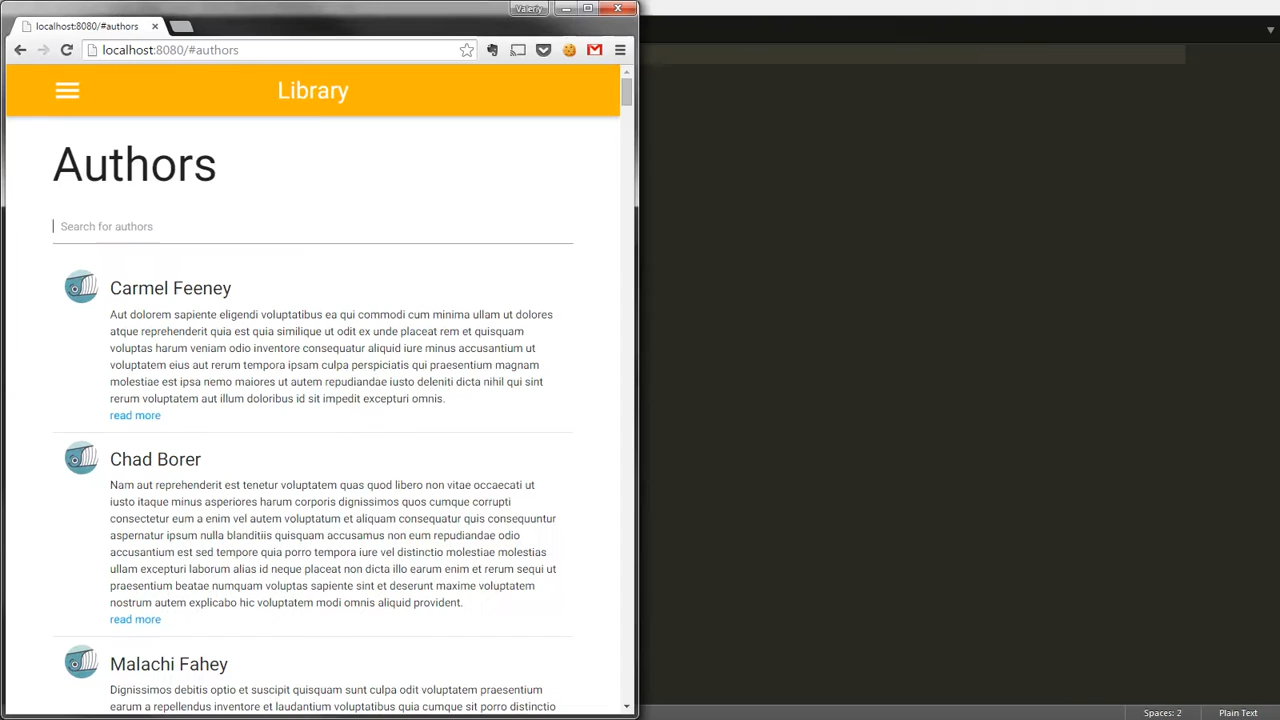 Valeriy
localhost:8080/#authors
localhost:8080/#authors
Library
Authors
Search for authors
Carmel Feeney
Aut dolorem sapiente eligendi voluptatibus ea qui commodi cum minima ullam ut dolores
atque reprehenderit quia est quia similique ut odit ex unde placeat rem et quisquam
voluptas harum veniam odio inventore consequatur aliquid iure minus accusantium ut
voluptatem eius aut rerum tempora ipsam culpa perspiciatis qui praesentium magnam
molestiae est ipsa nemo maiores ut autem repudiandae iusto deleniti dicta nihil qui sint
rerum voluptatem aut illum doloribus id sit impedit excepturi omnis.
read more
Chad Borer
Nam aut reprehenderit est tenetur voluptatem quas quod libero non vitae occaecati ut
iusto itaque minus asperiores harum corporis dignissimos quos cumque corrupti
consectetur eum a enim vel autem voluptatum et aliquam consequatur quis consequuntur
aspernatur ipsum nulla blanditiis quisquam accusamus non eum repudiandae odio
accusantium est sed tempore quia porro tempora iure vel distinctio molestiae molestias
ullam excepturi laborum alias id neque placeat non dicta illo earum enim et rerum sequi ut
praesentium beatae numquam voluptas sapiente sint et deserunt maxime voluptatem
nostrum autem explicabo hic voluptatem modi omnis aliquid provident.
read more
Malachi Fahey
Dignissimos debitis optio et suscipit quisquam sunt culpa odit voluptatem praesentium
earum a repellendus inventore et laudantium voluptatum quia cumque sit porro distinctio
Spaces: 2
Plain Text